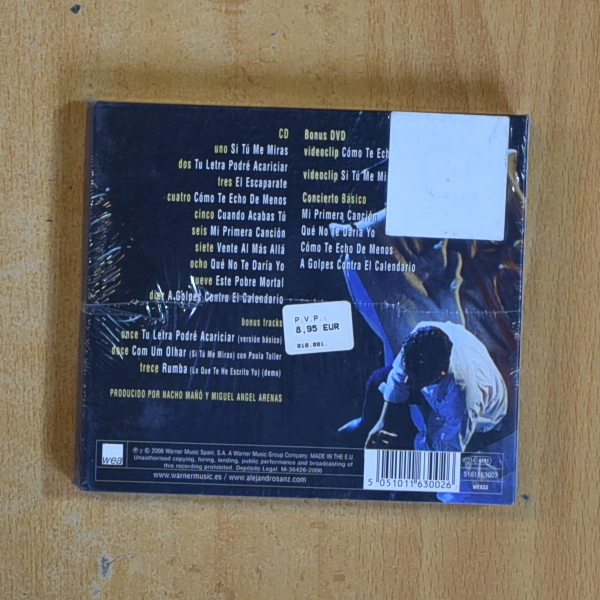 CD
uno Si Tú Me Miras
dos Tu Letra Podré Acariciar
tres El Escaparate
cuatro Cómo Te Echo De Menos
cinco Cuando Acabas Tú
seis Mi Primera Canción
siete Vente Al Más Allá
ocho Qué No Te Daría Yo
nueve Este Pobre Mortal
diez A Golpes Contra El Calendario
bonus tracks
once Tu Letra Podré Acariciar (versión básico)
doce Com Um Olhar (Si Tú Me Miras) con Paula Toller
trece Rumba (Lo Que Te He Escrito Yo) (demo)
PRODUCIDO POR NACHO MAÑÓ Y MIGUEL ANGEL ARENAS
Bonus DVD
videoclip Cómo Te Ech
videoclip Si Tú Me Mi
Concierto Básico
Mi Primera Canción
Qué No Te Daría Yo
Cómo Te Echo De Menos
A Golpes Contra El Calendario
P.V.P.:
8,95 EUR
wea
℗ y © 2006 Warner Music Spain, S.A. A Warner Music Group Company. MADE IN THE E.U.
Unauthorised copying, hiring, lending, public performance and broadcasting of
this recording prohibited. Depósito Legal: M-36426-2006
www.warnermusic.es / www.alejandrosanz.com
5 051011 630026